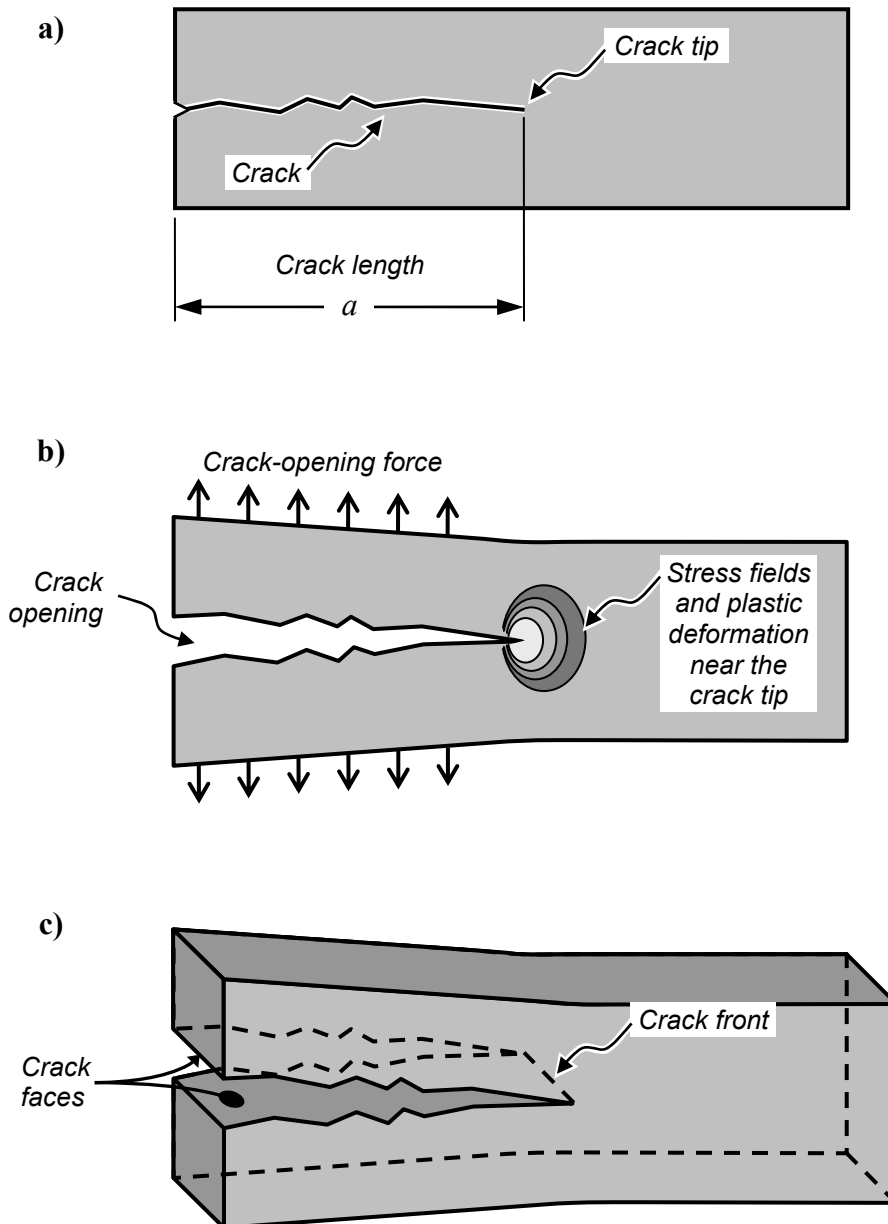 a)
Crack tip
Crack
Crack length
a
b)
Crack-opening force
Crack
opening
Stress fields
and plastic
deformation
near the
crack tip
c)
Crack front
Crack
faces